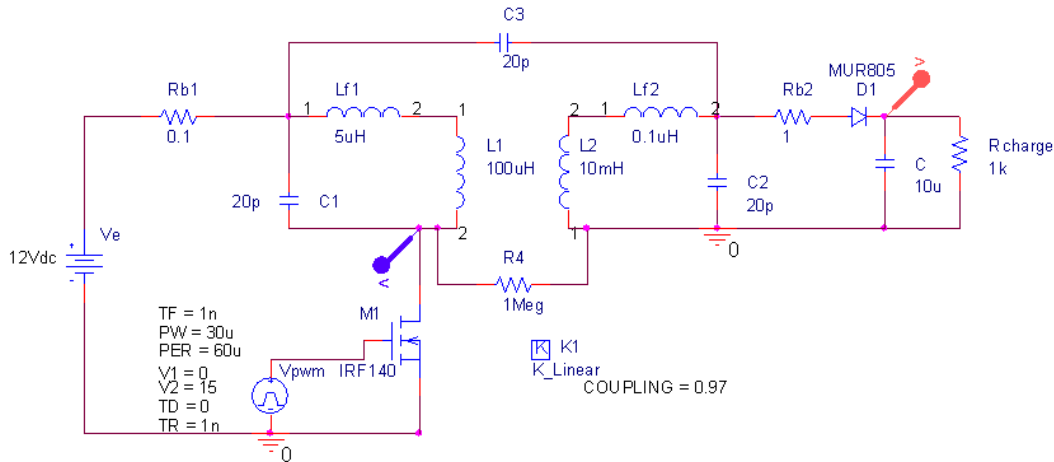 C3
20p
Rb1
0.1
1
Lf1
2
5uH
1
L1
100uH
2
2
L2
10mH
1
Lf2
2
0.1uH
Rb2
1
MUR805
D1
V
C
10u
Rcharge
1k
20p
C1
C2
20p
0
Ve
+
-
12Vdc
V
R4
1Meg
M1
IRF140
TF = 1n
PW = 30u
PER = 60u
V1 = 0
V2 = 15
TD = 0
TR = 1n
Vpwm
0
K K1
K_Linear
COUPLING = 0.97